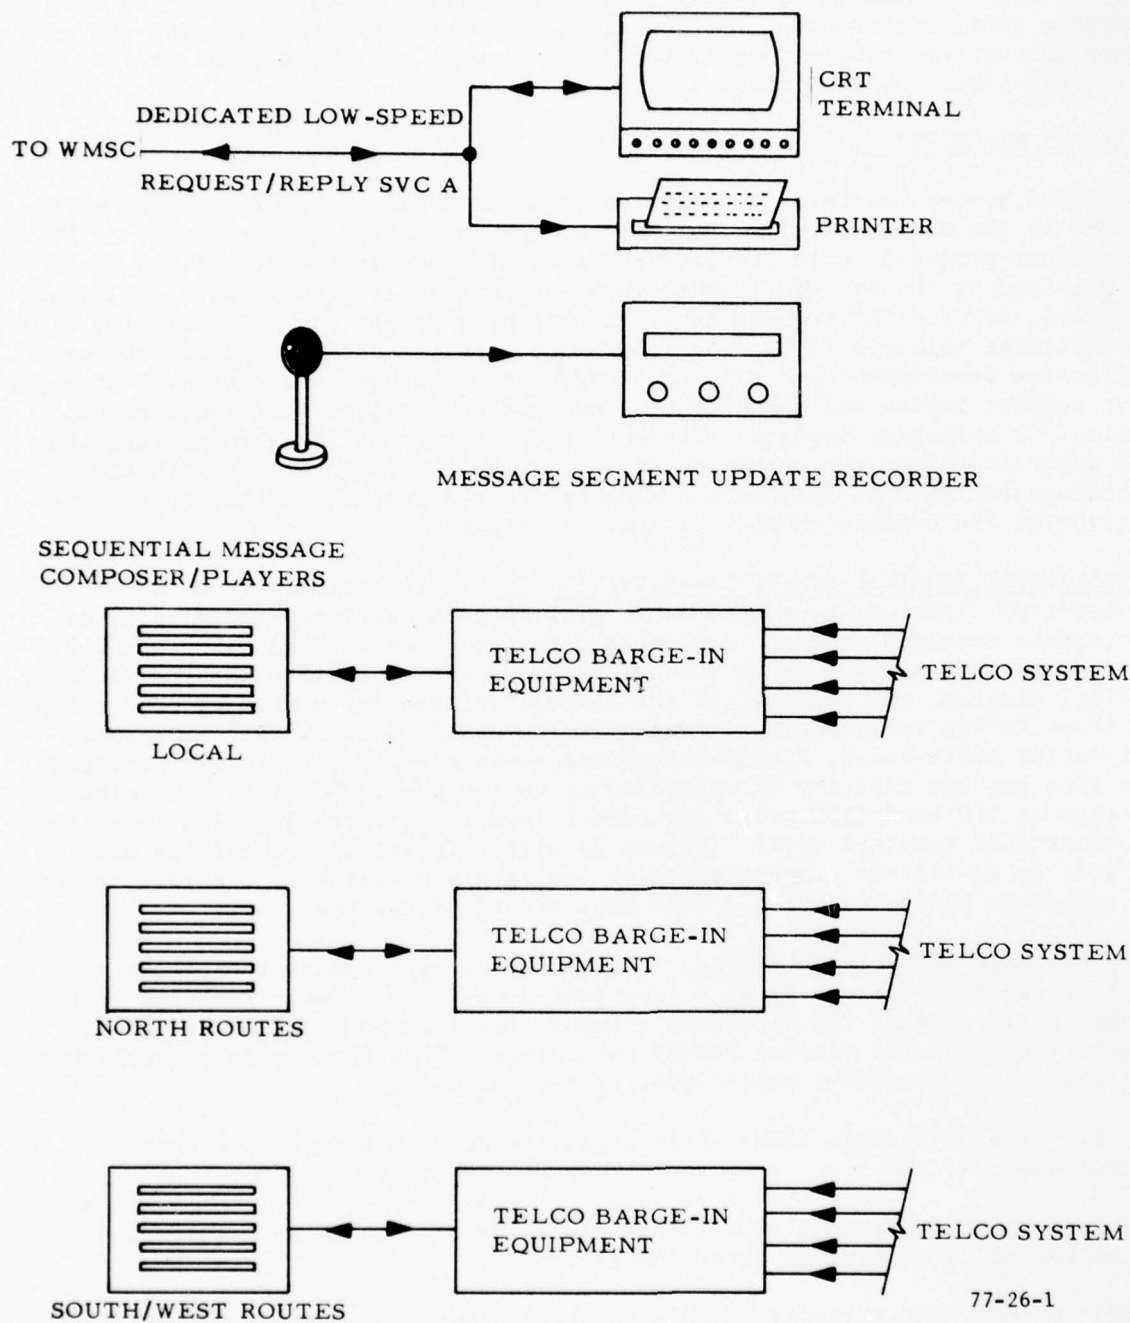 CRT
TERMINAL
DEDICATED LOW-SPEED
TO WMSC
REQUEST/REPLY SVC A
PRINTER
MESSAGE SEGMENT UPDATE RECORDER
SEQUENTIAL MESSAGE
COMPOSER/PLAYERS
TELCO BARGE-IN
EQUIPMENT
TELCO SYSTEM
LOCAL
TELCO BARGE-IN
EQUIPMENT
TELCO SYSTEM
NORTH ROUTES
TELCO BARGE-IN
EQUIPMENT
TELCO SYSTEM
SOUTH/WEST ROUTES
77-26-1